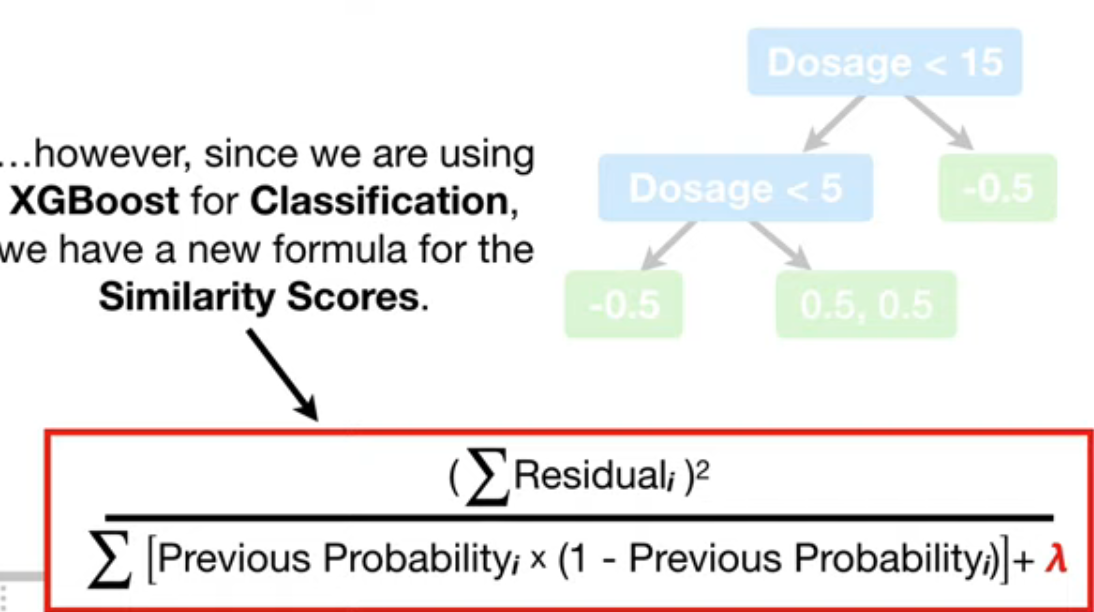 Dosage < 15
...however, since we are using
XGBoost for Classification,
we have a new formula for the
Similarity Scores.
Dosage < 5
-0.5
-0.5
0.5, 0.5
(∑Residualᵢ )²
∑ [Previous Probabilityᵢ x (1 - Previous Probabilityᵢ)]+ λ